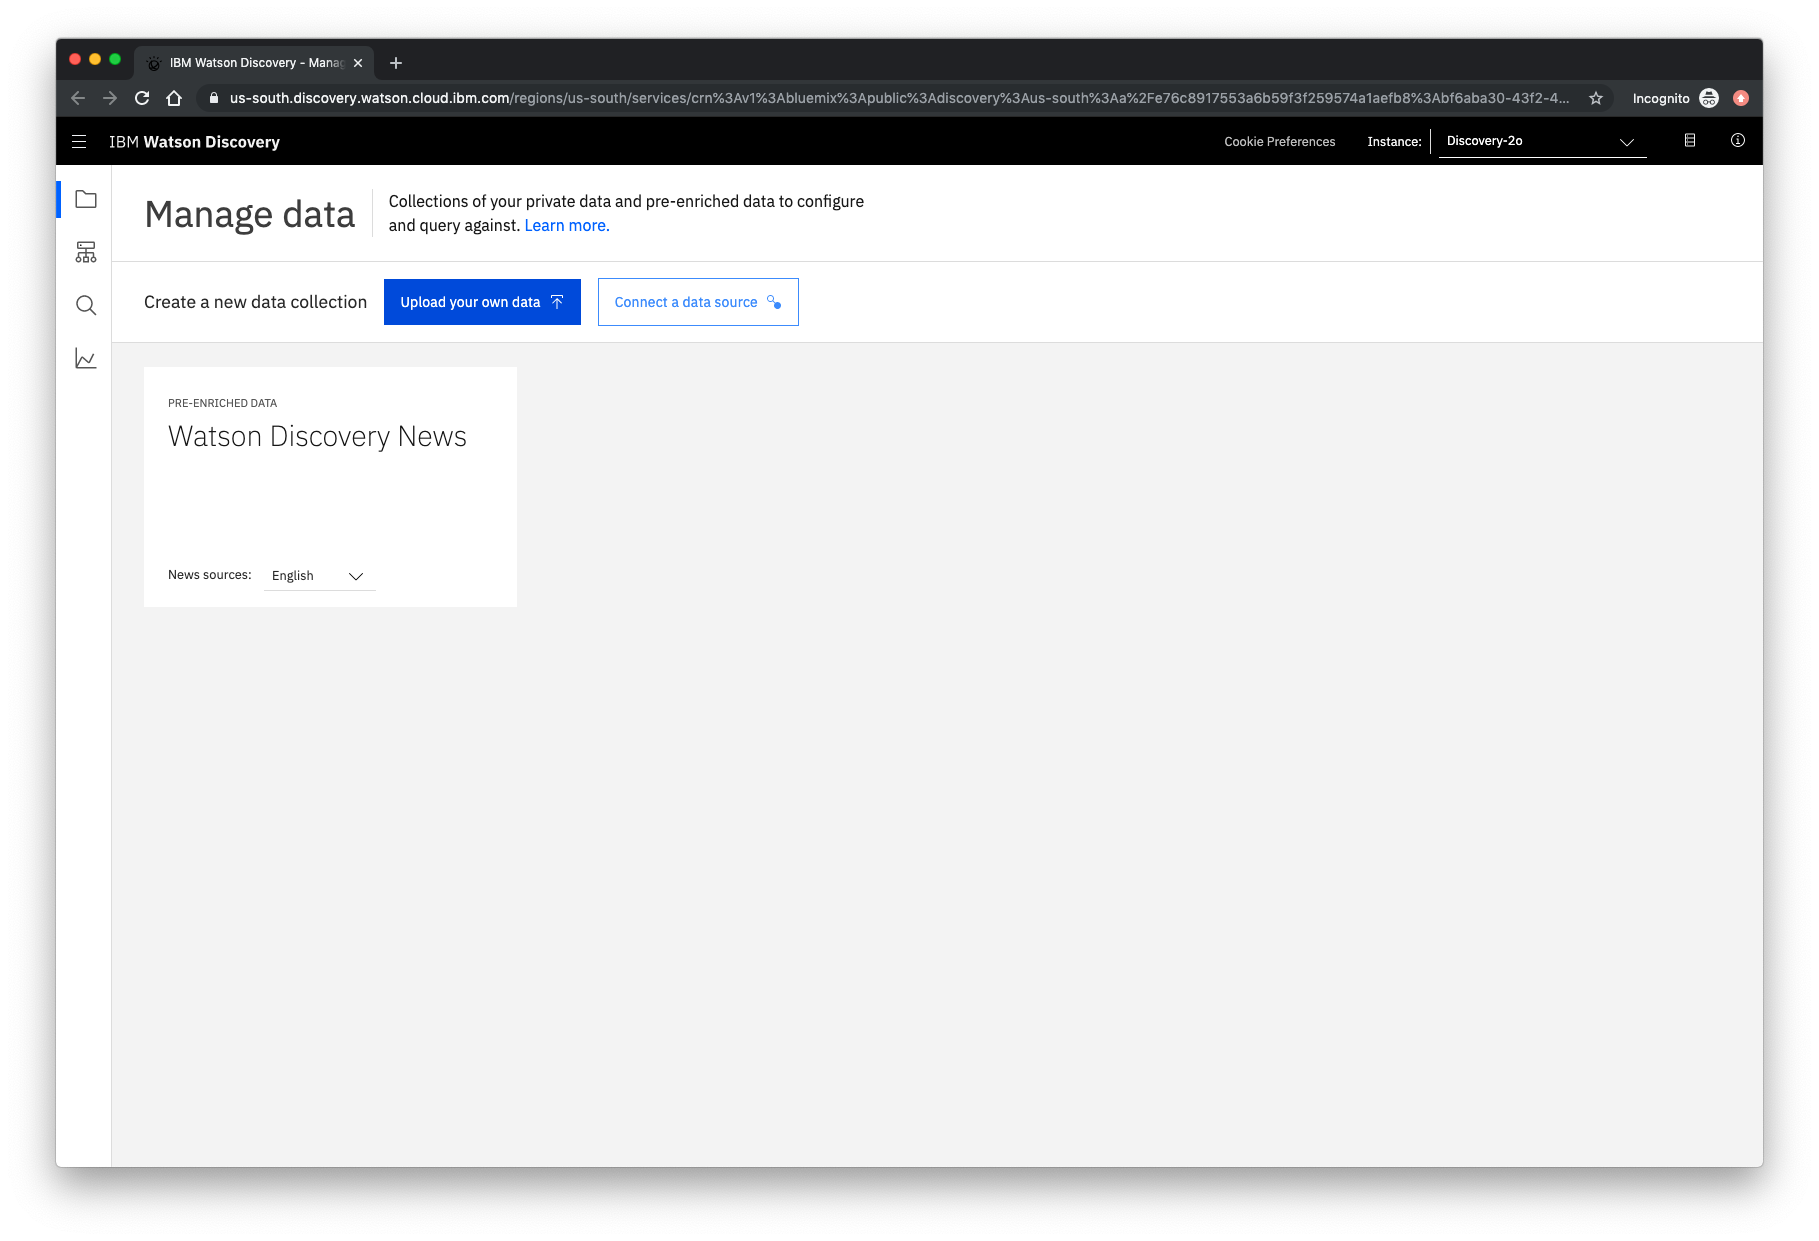 IBM Watson Discovery - Manag
us-south.discovery.watson.cloud.ibm.com/regions/us-south/services/crn%3Av1%3Abluemix%3Apublic%3Adiscovery%3Aus-south%3Aa%2Fe76c8917553a6b59f3f259574a1aefb8%3Abf6aba30-43f2-4...
Incognito
IBM Watson Discovery
Cookie Preferences
Instance:
Discovery-2o
Manage data
Collections of your private data and pre-enriched data to configure
and query against. Learn more.
Create a new data collection
Upload your own data
Connect a data source
PRE-ENRICHED DATA
Watson Discovery News
News sources:
English